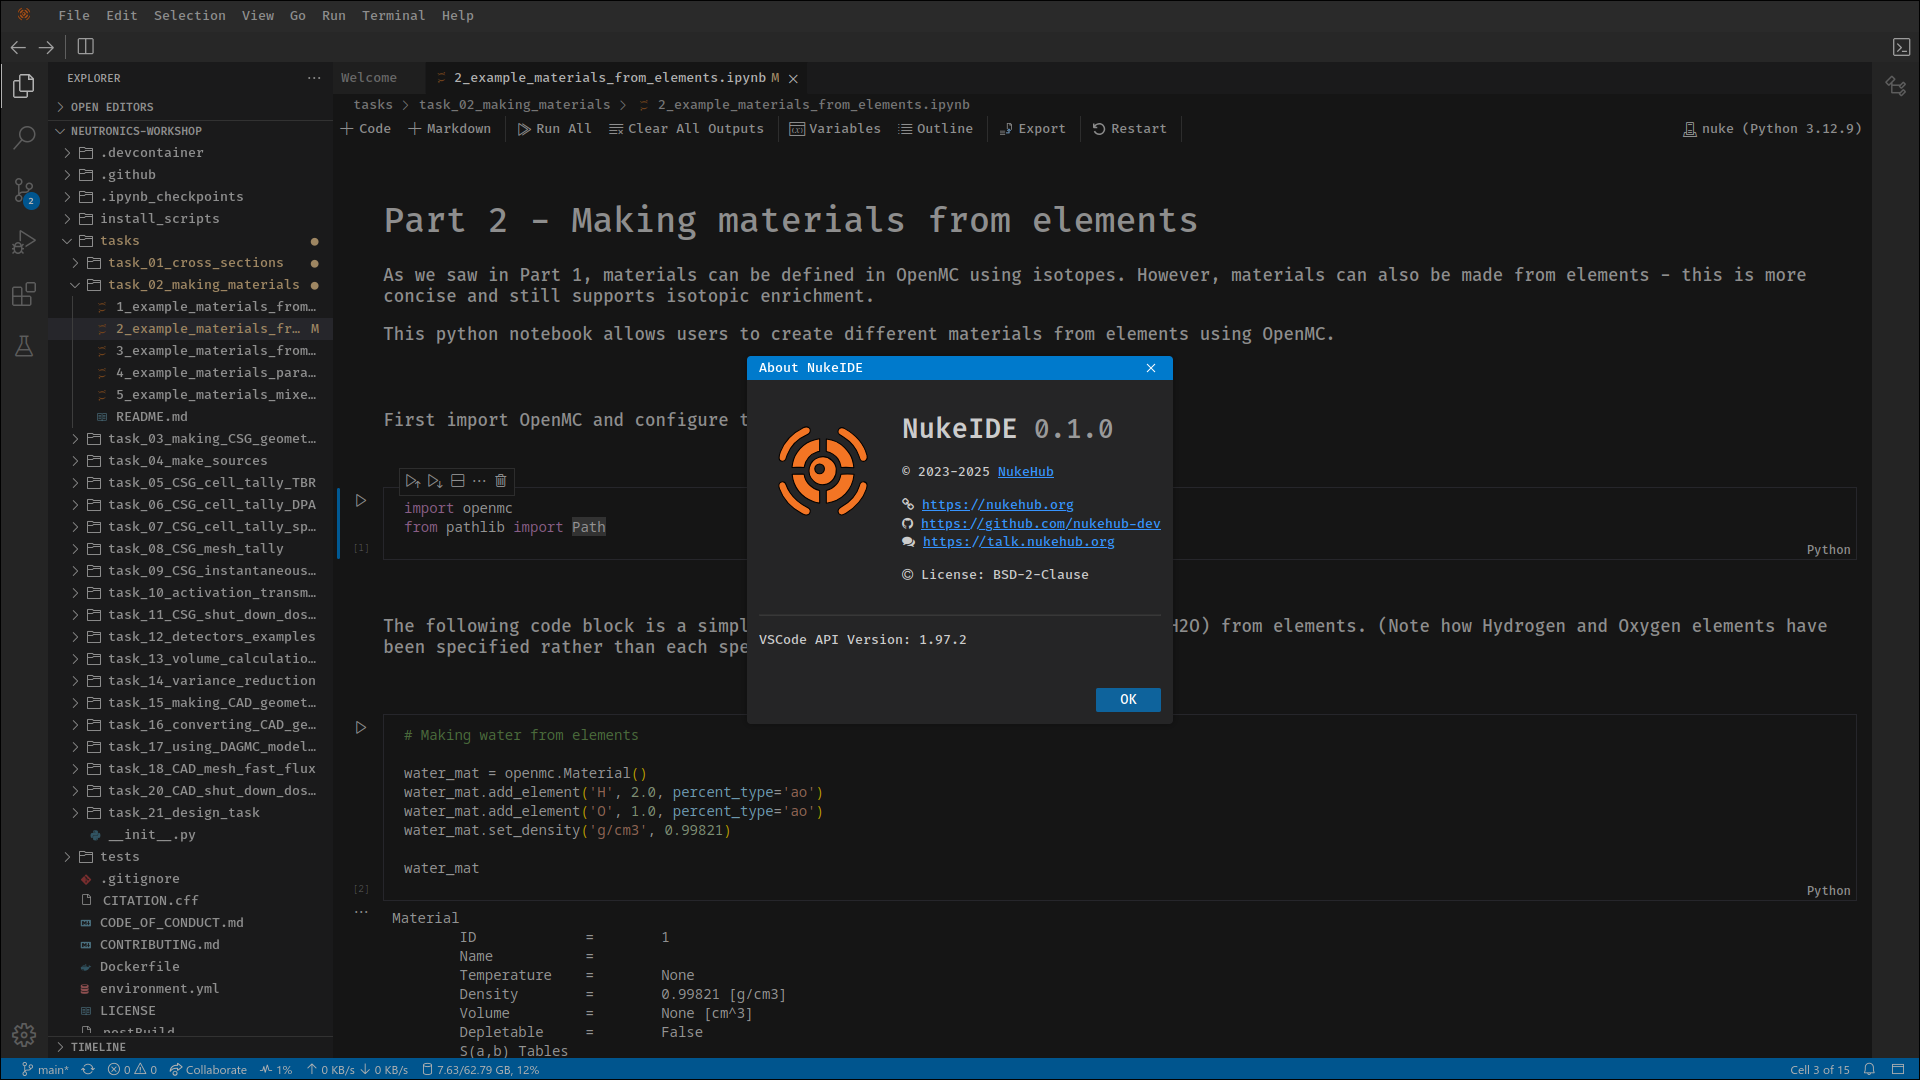 File Edit Selection View Go Run Terminal Help
EXPLORER
OPEN EDITORS
NEUTRONICS-WORKSHOP
.devcontainer
.github
.ipynb_checkpoints
install_scripts
tasks
task_01_cross_sections
task_02_making_materials
1_example_materials_from...
2_example_materials_fr... M
3_example_materials_from...
4_example_materials_para...
5_example_materials_mixe...
README.md
task_03_making_CSG_geomet...
task_04_make_sources
task_05_CSG_cell_tally_TBR
task_06_CSG_cell_tally_DPA
task_07_CSG_cell_tally_sp...
task_08_CSG_mesh_tally
task_09_CSG_instantaneous...
task_10_activation_transm...
task_11_CSG_shut_down_dos...
task_12_detectors_examples
task_13_volume_calculatio...
task_14_variance_reduction
task_15_making_CAD_geomet...
task_16_converting_CAD_ge...
task_17_using_DAGMC_model...
task_18_CAD_mesh_fast_flux
task_20_CAD_shut_down_dos...
task_21_design_task
__init__.py
tests
.gitignore
CITATION.cff
CODE_OF_CONDUCT.md
CONTRIBUTING.md
Dockerfile
environment.yml
LICENSE
postBuild
TIMELINE
Welcome 2_example_materials_from_elements.ipynb M
tasks > task_02_making_materials > 2_example_materials_from_elements.ipynb
Code Markdown Run All Clear All Outputs Variables Outline Export Restart nuke (Python 3.12.9)
Part 2 - Making materials from elements
As we saw in Part 1, materials can be defined in OpenMC using isotopes. However, materials can also be made from elements - this is more
concise and still supports isotopic enrichment.
This python notebook allows users to create different materials from elements using OpenMC.
First import OpenMC and configure t
import openmc
from pathlib import Path
[1]
Python
The following code block is a simpl H2O) from elements. (Note how Hydrogen and Oxygen elements have
been specified rather than each spe
# Making water from elements
water_mat = openmc.Material()
water_mat.add_element('H', 2.0, percent_type='ao')
water_mat.add_element('O', 1.0, percent_type='ao')
water_mat.set_density('g/cm3', 0.99821)
water_mat
[2]
Python
Material
ID = 1
Name =
Temperature = None
Density = 0.99821 [g/cm3]
Volume = None [cm^3]
Depletable = False
S(a,b) Tables
About NukeIDE
NukeIDE 0.1.0
© 2023-2025 NukeHub
https://nukehub.org
https://github.com/nukehub-dev
https://talk.nukehub.org
© License: BSD-2-Clause
VSCode API Version: 1.97.2
OK
2
main* 0 0 Collaborate 1% 0 KB/s 0 KB/s 7.63/62.79 GB, 12% Cell 3 of 15